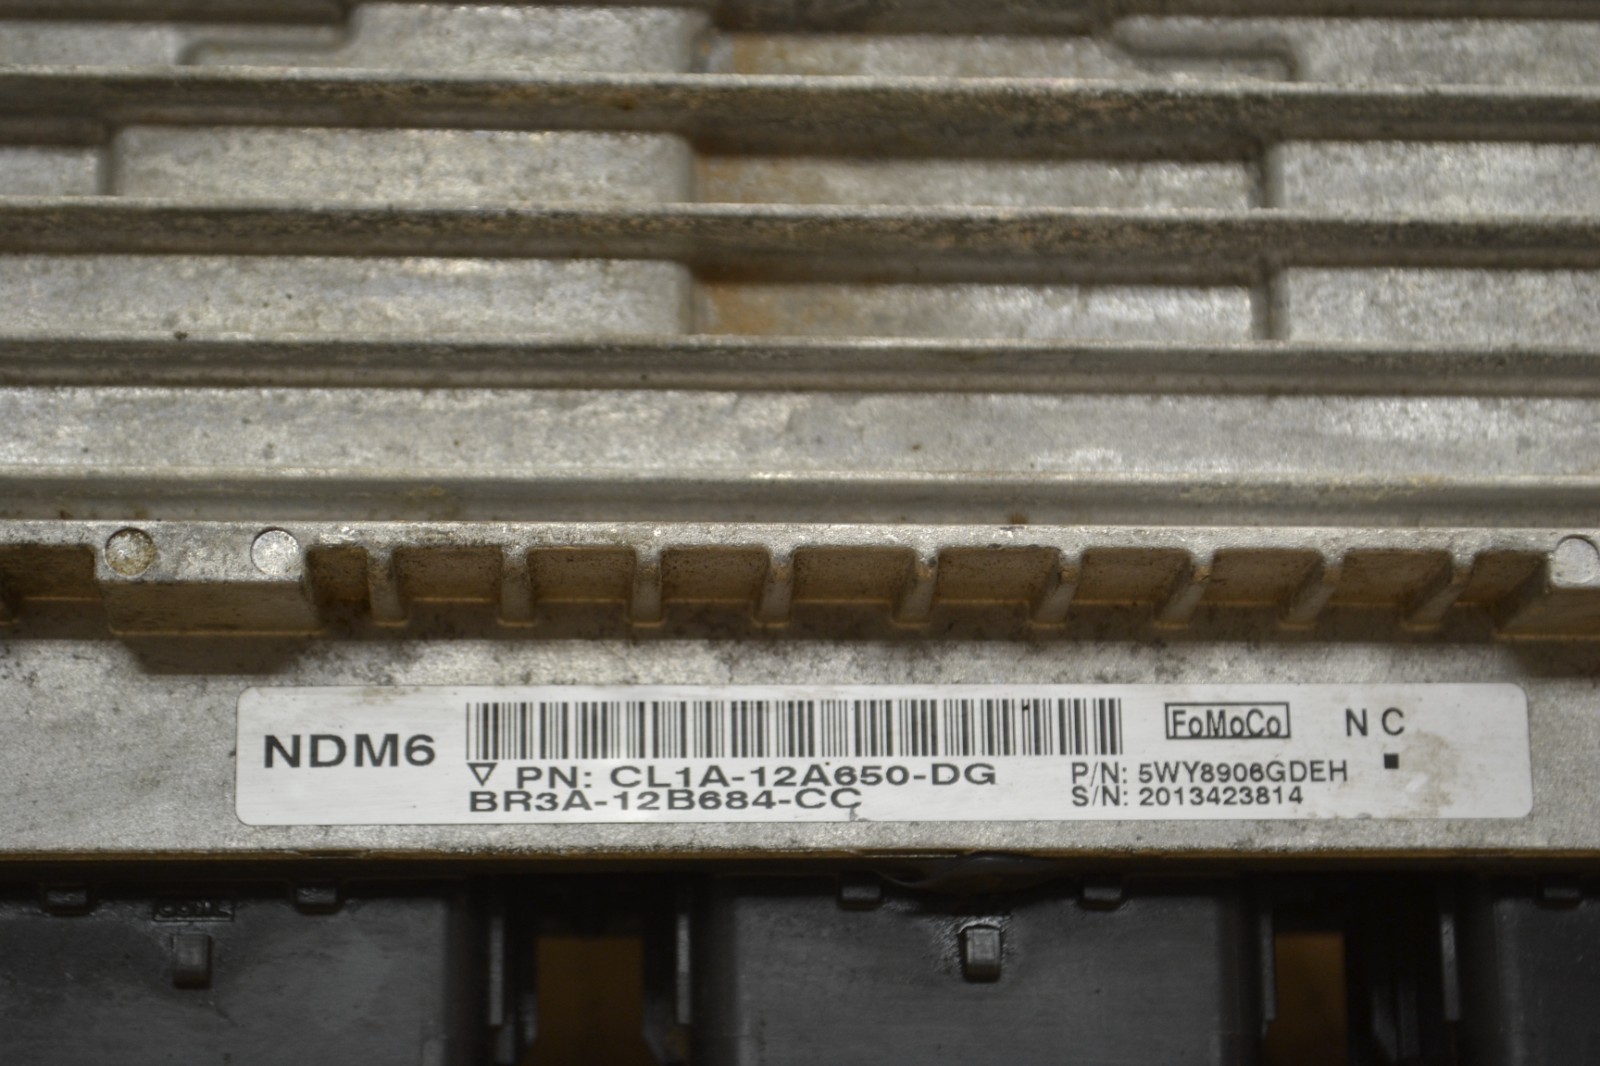 NDM6
▽ PN: CL1A-12A650-DG
BR3A-12B684-CC
FoMoCo
N C
P/N: 5WY8906GDEH
S/N: 2013423814